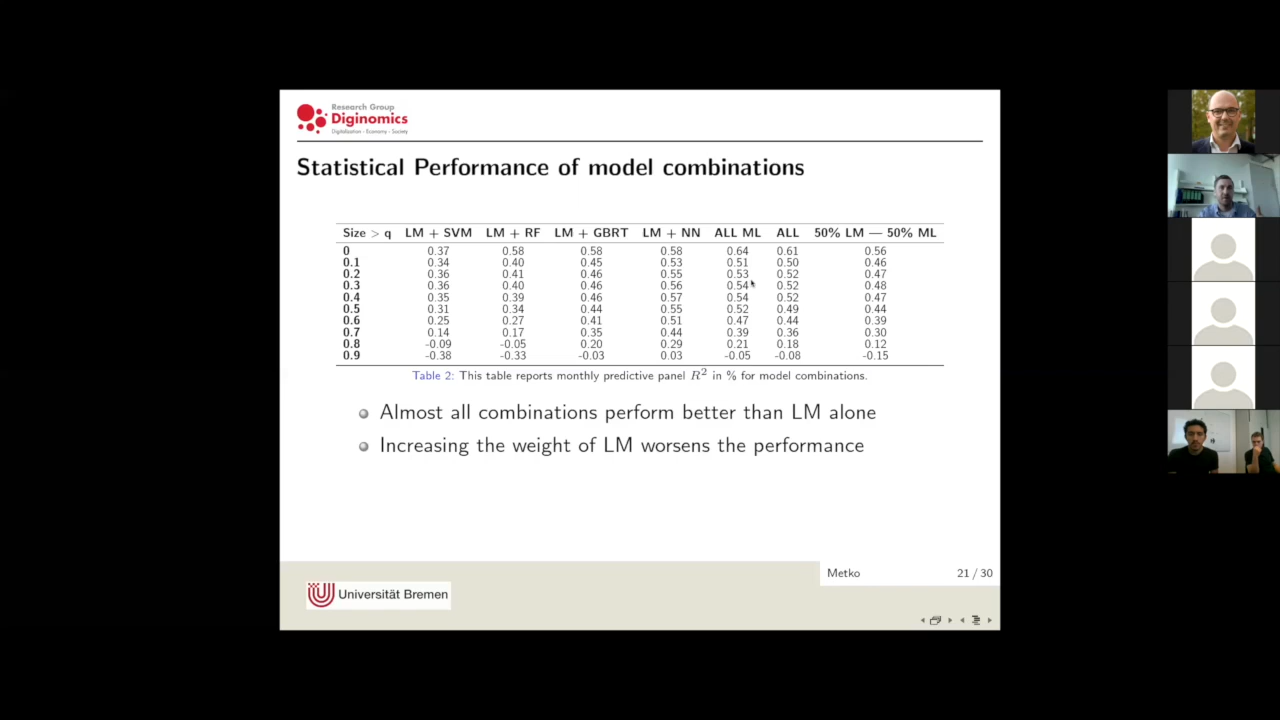 Research Group
Diginomics
Digitalization - Economy - Society
Statistical Performance of model combinations
Size > q LM + SVM LM + RF LM + GBRT LM + NN ALL ML ALL 50% LM — 50% ML
0 0.37 0.58 0.58 0.58 0.64 0.61 0.56
0.1 0.34 0.40 0.45 0.53 0.51 0.50 0.46
0.2 0.36 0.41 0.46 0.55 0.53 0.52 0.47
0.3 0.36 0.40 0.46 0.56 0.54 0.52 0.48
0.4 0.35 0.39 0.46 0.57 0.54 0.52 0.47
0.5 0.31 0.34 0.44 0.55 0.52 0.49 0.44
0.6 0.25 0.27 0.41 0.51 0.47 0.44 0.39
0.7 0.14 0.17 0.35 0.44 0.39 0.36 0.30
0.8 -0.09 -0.05 0.20 0.29 0.21 0.18 0.12
0.9 -0.38 -0.33 -0.03 0.03 -0.05 -0.08 -0.15
Table 2: This table reports monthly predictive panel R² in % for model combinations.
Almost all combinations perform better than LM alone
Increasing the weight of LM worsens the performance
Metko 21 / 30
Universität Bremen